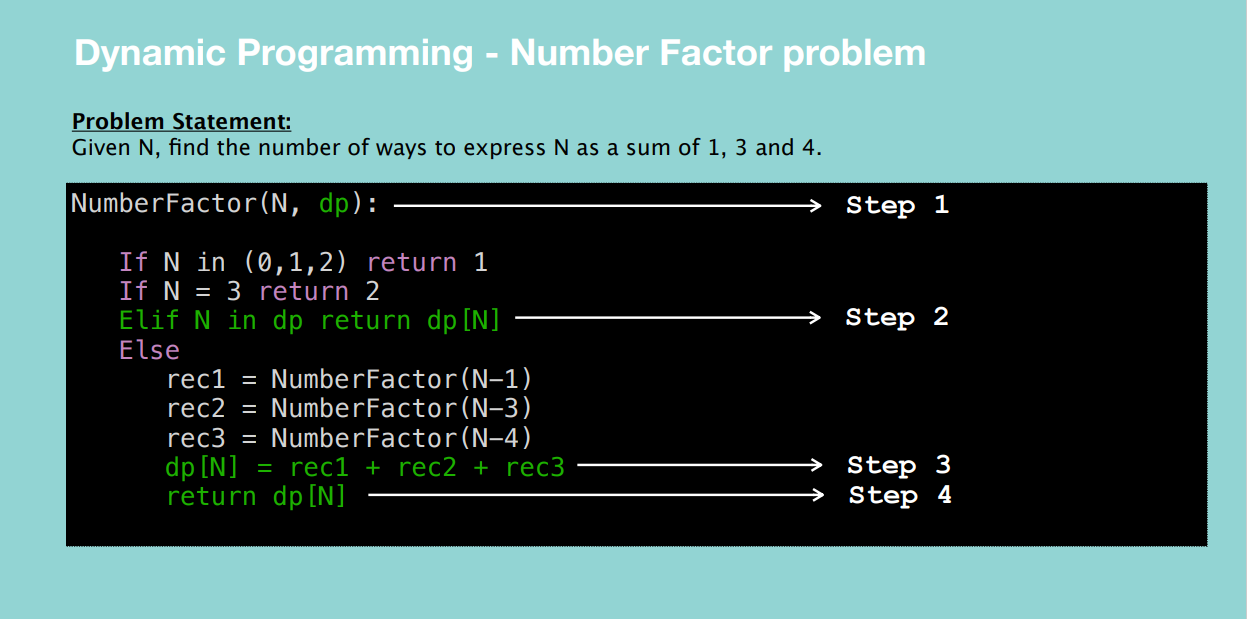 Dynamic Programming - Number Factor problem
Problem Statement:
Given N, find the number of ways to express N as a sum of 1, 3 and 4.
NumberFactor(N, dp): Step 1
If N in (0,1,2) return 1
If N = 3 return 2
Elif N in dp return dp[N] Step 2
Else
rec1 = NumberFactor(N-1)
rec2 = NumberFactor(N-3)
rec3 = NumberFactor(N-4)
dp[N] = rec1 + rec2 + rec3 Step 3
return dp[N] Step 4